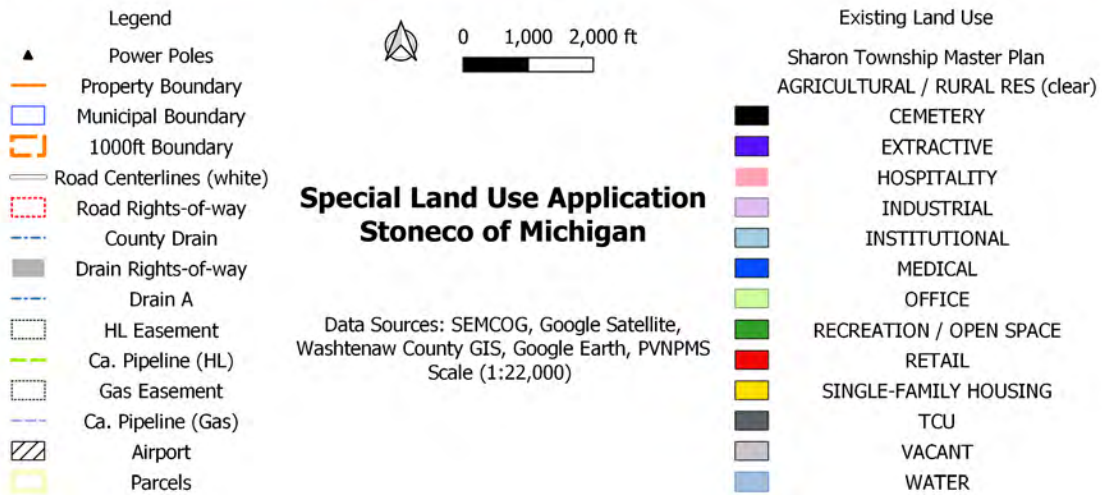 Legend
Power Poles
Property Boundary
Municipal Boundary
1000ft Boundary
Road Centerlines (white)
Road Rights-of-way
County Drain
Drain Rights-of-way
Drain A
HL Easement
Ca. Pipeline (HL)
Gas Easement
Ca. Pipeline (Gas)
Airport
Parcels
0 1,000 2,000 ft
Special Land Use Application
Stoneco of Michigan
Data Sources: SEMCOG, Google Satellite,
Washtenaw County GIS, Google Earth, PVNPMS
Scale (1:22,000)
Existing Land Use
Sharon Township Master Plan
AGRICULTURAL / RURAL RES (clear)
CEMETERY
EXTRACTIVE
HOSPITALITY
INDUSTRIAL
INSTITUTIONAL
MEDICAL
OFFICE
RECREATION / OPEN SPACE
RETAIL
SINGLE-FAMILY HOUSING
TCU
VACANT
WATER